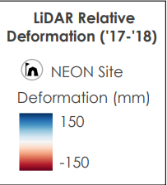 LiDAR Relative
Deformation ('17-'18)
NEON Site
Deformation (mm)
150
-150